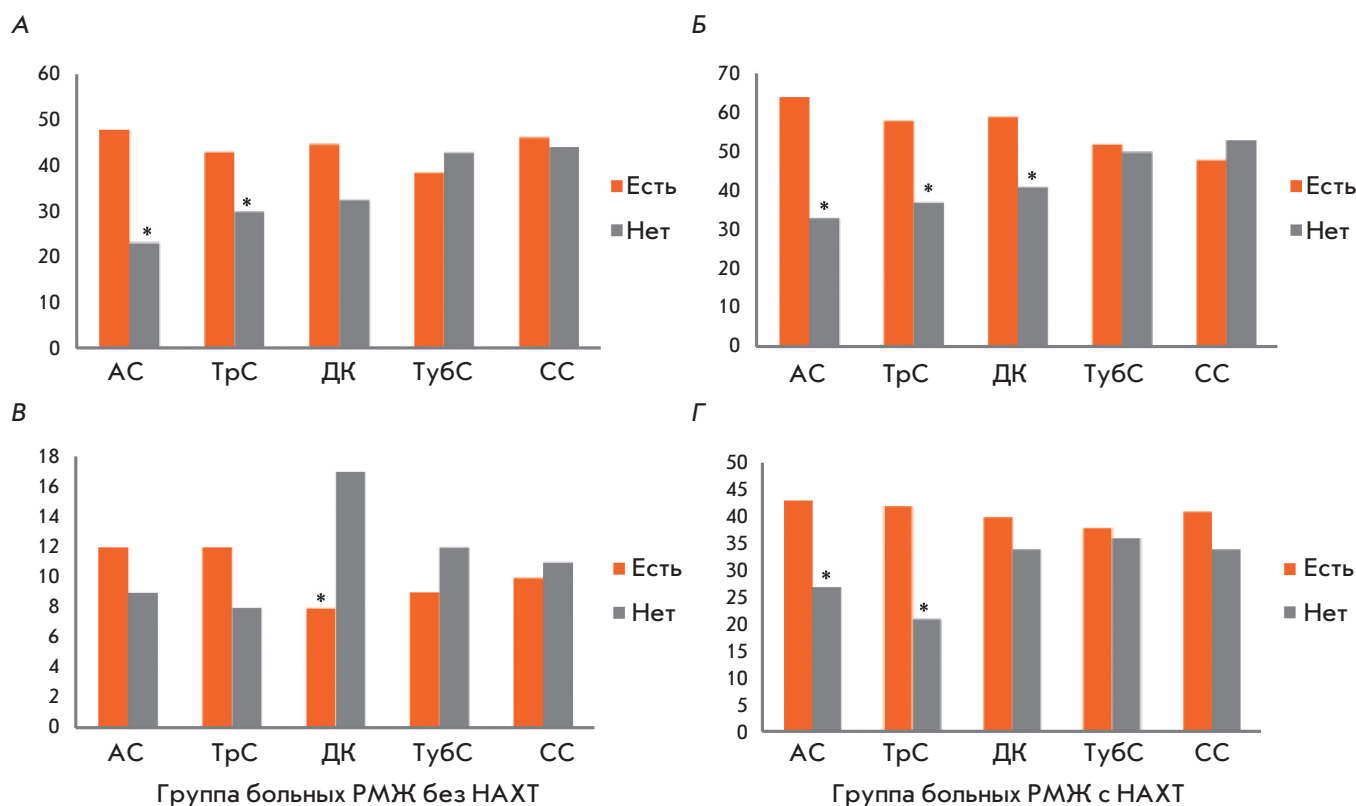 А
60
50
40
30
20
10
0
*
*
АС ТрС ДК ТубС СС
Есть
Нет
Б
70
60
50
40
30
20
10
0
*
*
*
АС ТрС ДК ТубС СС
Есть
Нет
В
18
16
14
12
10
8
6
4
2
0
*
АС ТрС ДК ТубС СС
Есть
Нет
Группа больных РМЖ без НАХТ
Г
50
45
40
35
30
25
20
15
10
5
0
*
*
АС ТрС ДК ТубС СС
Есть
Нет
Группа больных РМЖ с НАХТ